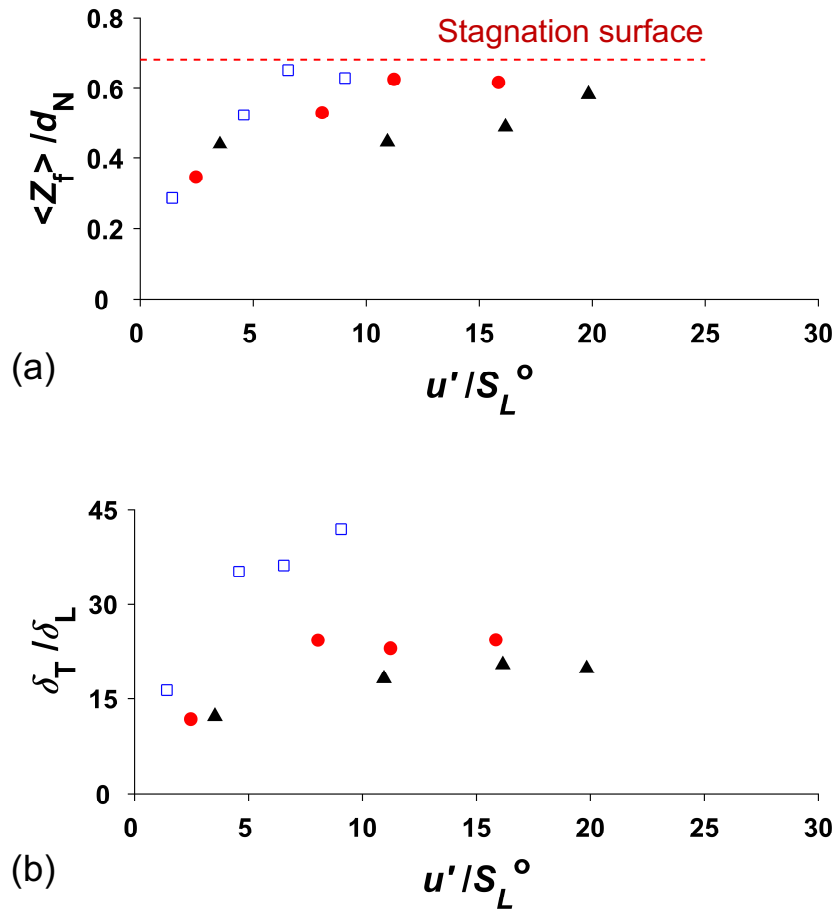 Stagnation surface
0.8
0.6
0.4
0.2
0
<Z_f> /d_N
0 5 10 15 20 25 30
u' /S_L^o
(a)
45
30
15
0
δ_T /δ_L
0 5 10 15 20 25 30
u' /S_L^o
(b)